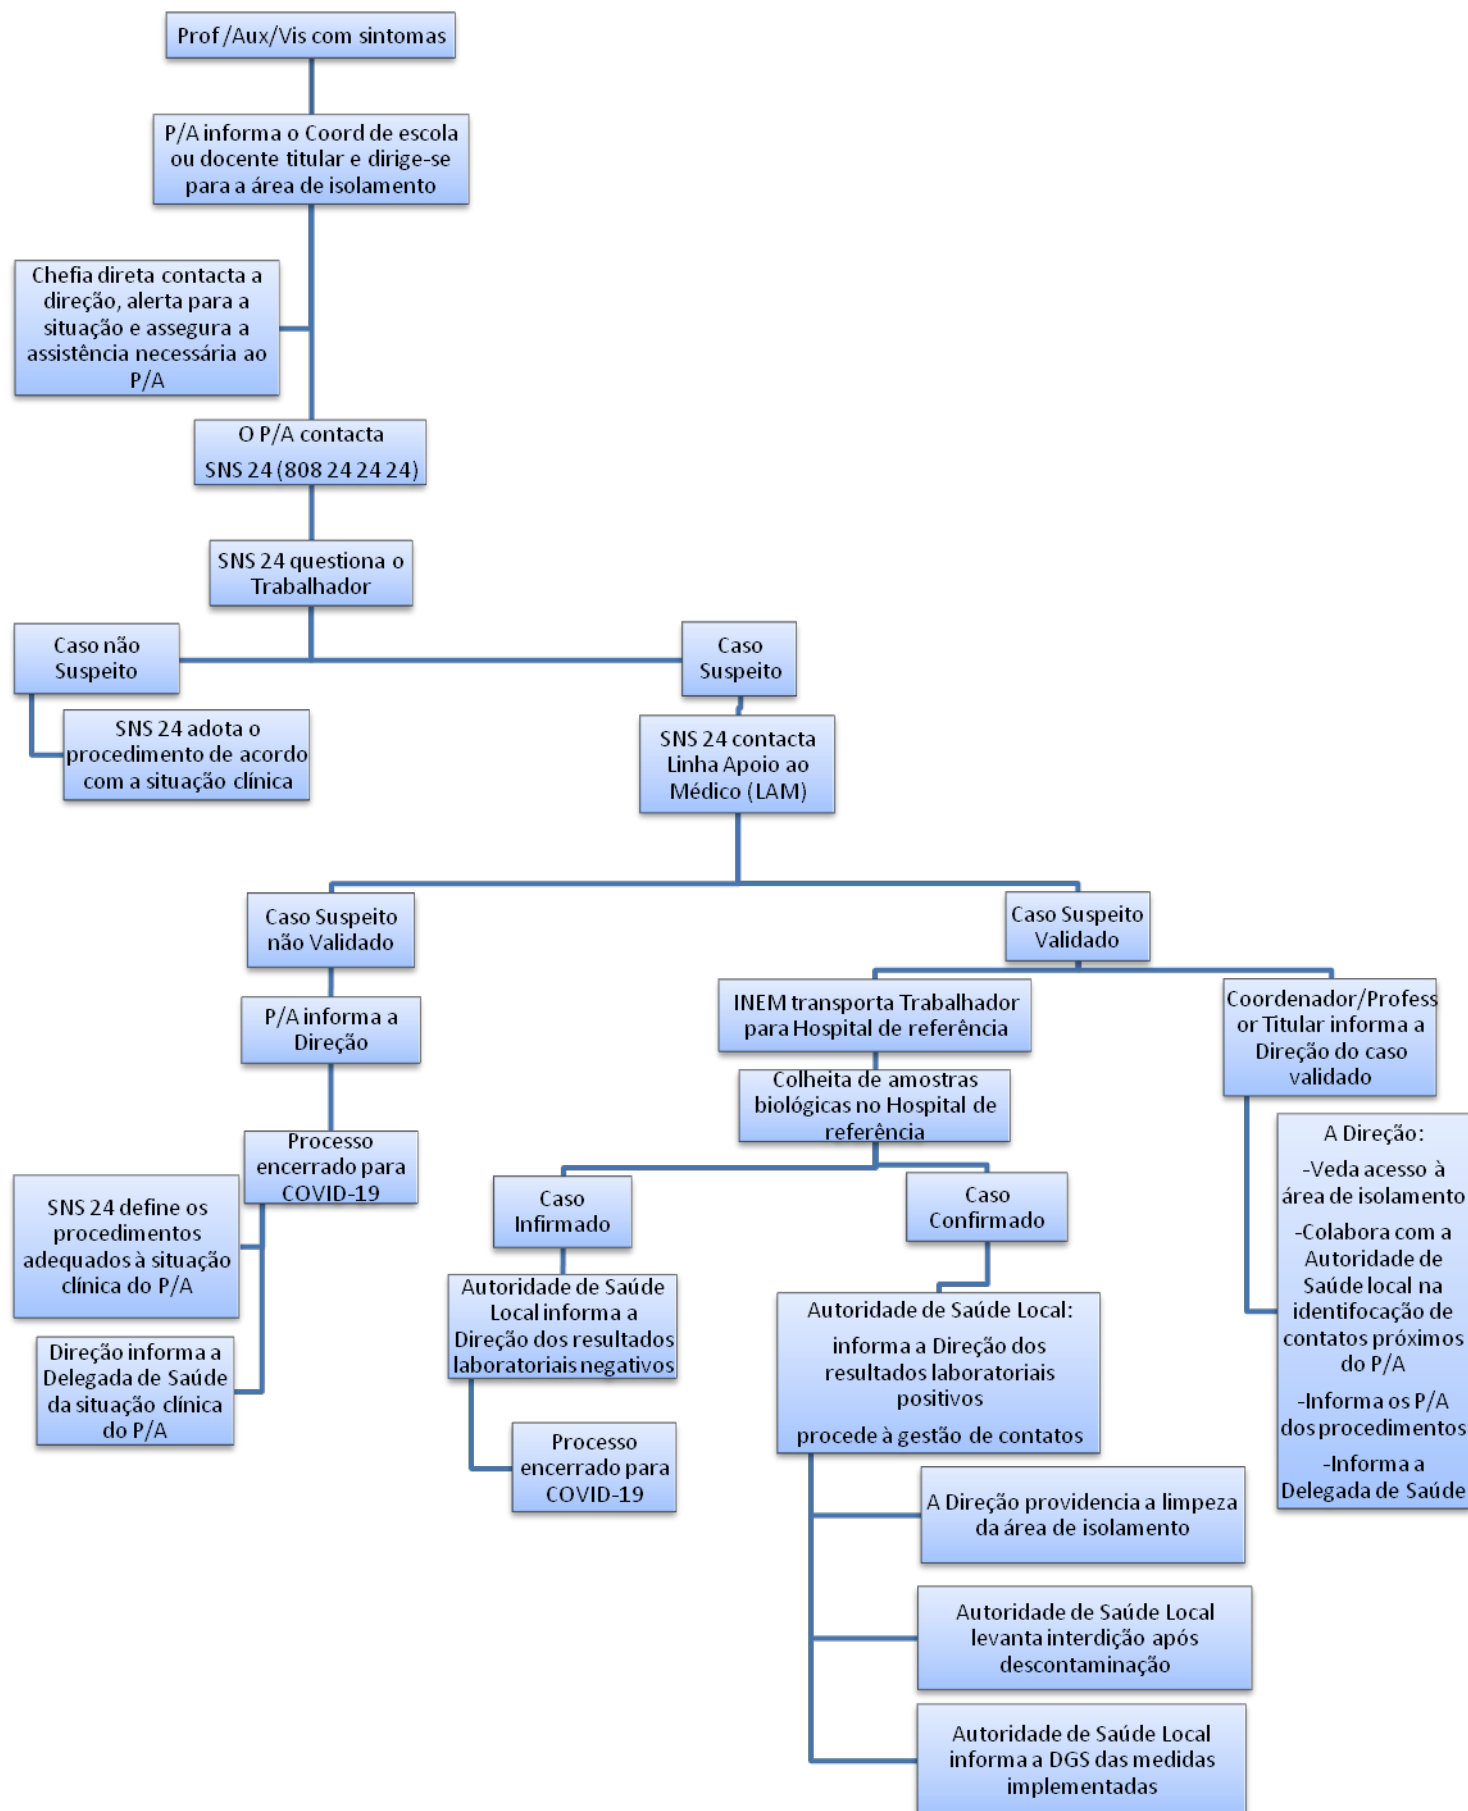 Prof /Aux/Vis com sintomas
P/A informa o Coord de escola
ou docente titular e dirige-se
para a área de isolamento
Chefia direta contacta a
direção, alerta para a
situação e assegura a
assistência necessária ao
P/A
O P/A contacta
SNS 24 (808 24 24 24)
SNS 24 questiona o
Trabalhador
Caso não
Suspeito
Caso
Suspeito
SNS 24 adota o
procedimento de acordo
com a situação clínica
SNS 24 contacta
Linha Apoio ao
Médico (LAM)
Caso Suspeito
não Validado
Caso Suspeito
Validado
P/A informa a
Direção
INEM transporta Trabalhador
para Hospital de referência
Coordenador/Profess
or Titular informa a
Direção do caso
validado
Colheita de amostras
biológicas no Hospital de
referência
Processo
encerrado para
COVID-19
SNS 24 define os
procedimentos
adequados à situação
clínica do P/A
Direção informa a
Delegada de Saúde
da situação clínica
do P/A
Caso
Infirmado
Caso
Confirmado
Autoridade de Saúde
Local informa a
Direção dos resultados
laboratoriais negativos
Processo
encerrado para
COVID-19
Autoridade de Saúde Local:
informa a Direção dos
resultados laboratoriais
positivos
procede à gestão de contatos
A Direção:
-Veda acesso à
área de isolamento
-Colabora com a
Autoridade de
Saúde local na
identifocação de
contatos próximos
do P/A
-Informa os P/A
dos procedimentos
-Informa a
Delegada de Saúde
A Direção providencia a limpeza
da área de isolamento
Autoridade de Saúde Local
levanta interdição após
descontaminação
Autoridade de Saúde Local
informa a DGS das medidas
implementadas